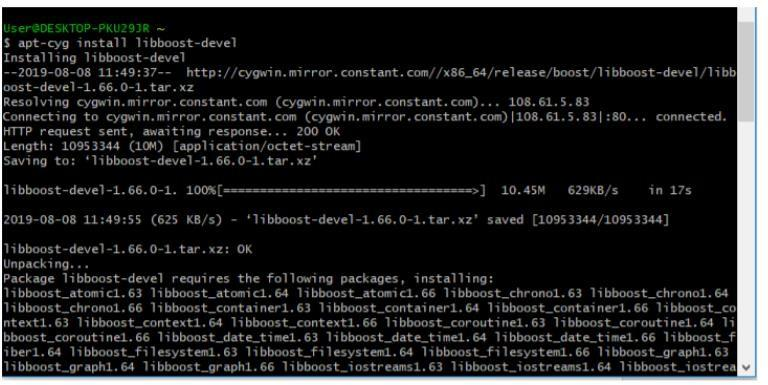 User@DESKTOP-PKU293R ~
$ apt-cyg install libboost-devel
Installing libboost-devel
--2019-08-08 11:49:37--  http://cygwin.mirror.constant.com//x86_64/release/boost/libboost-devel/libb
oost-devel-1.66.0-1.tar.xz
Resolving cygwin.mirror.constant.com (cygwin.mirror.constant.com)... 108.61.5.83
Connecting to cygwin.mirror.constant.com (cygwin.mirror.constant.com)|108.61.5.83|:80... connected.
HTTP request sent, awaiting response... 200 OK
Length: 10953344 (10M) [application/octet-stream]
Saving to: ‘libboost-devel-1.66.0-1.tar.xz’
libboost-devel-1.66.0-1. 100%[==================================>]  10.45M   629KB/s    in 17s
2019-08-08 11:49:55 (625 KB/s) - ‘libboost-devel-1.66.0-1.tar.xz’ saved [10953344/10953344]
libboost-devel-1.66.0-1.tar.xz: OK
Unpacking...
Package libboost-devel requires the following packages, installing:
libboost_atomic1.63 libboost_atomic1.64 libboost_atomic1.66 libboost_chrono1.63 libboost_chrono1.64
libboost_chrono1.66 libboost_container1.63 libboost_container1.64 libboost_container1.66 libboost_co
ntext1.63 libboost_context1.64 libboost_context1.66 libboost_coroutine1.63 libboost_coroutine1.64 li
bboost_coroutine1.66 libboost_date_time1.63 libboost_date_time1.64 libboost_date_time1.66 libboost_f
iber1.64 libboost_filesystem1.63 libboost_filesystem1.64 libboost_filesystem1.66 libboost_graph1.63
libboost_graph1.64 libboost_graph1.66 libboost_iostreams1.63 libboost_iostreams1.64 libboost_iostrea